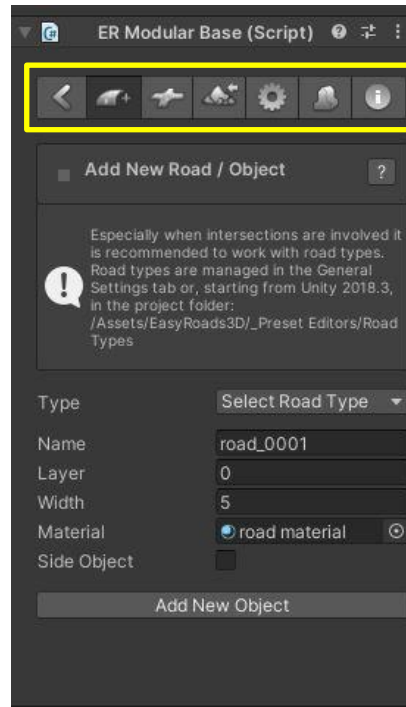 ER Modular Base (Script)
Add New Road / Object
?
Especially when intersections are involved it
is recommended to work with road types.
Road types are managed in the General
Settings tab or, starting from Unity 2018.3,
in the project folder:
/Assets/EasyRoads3D/_Preset Editors/Road
Types
Type Select Road Type
Name road_0001
Layer 0
Width 5
Material road material
Side Object
Add New Object